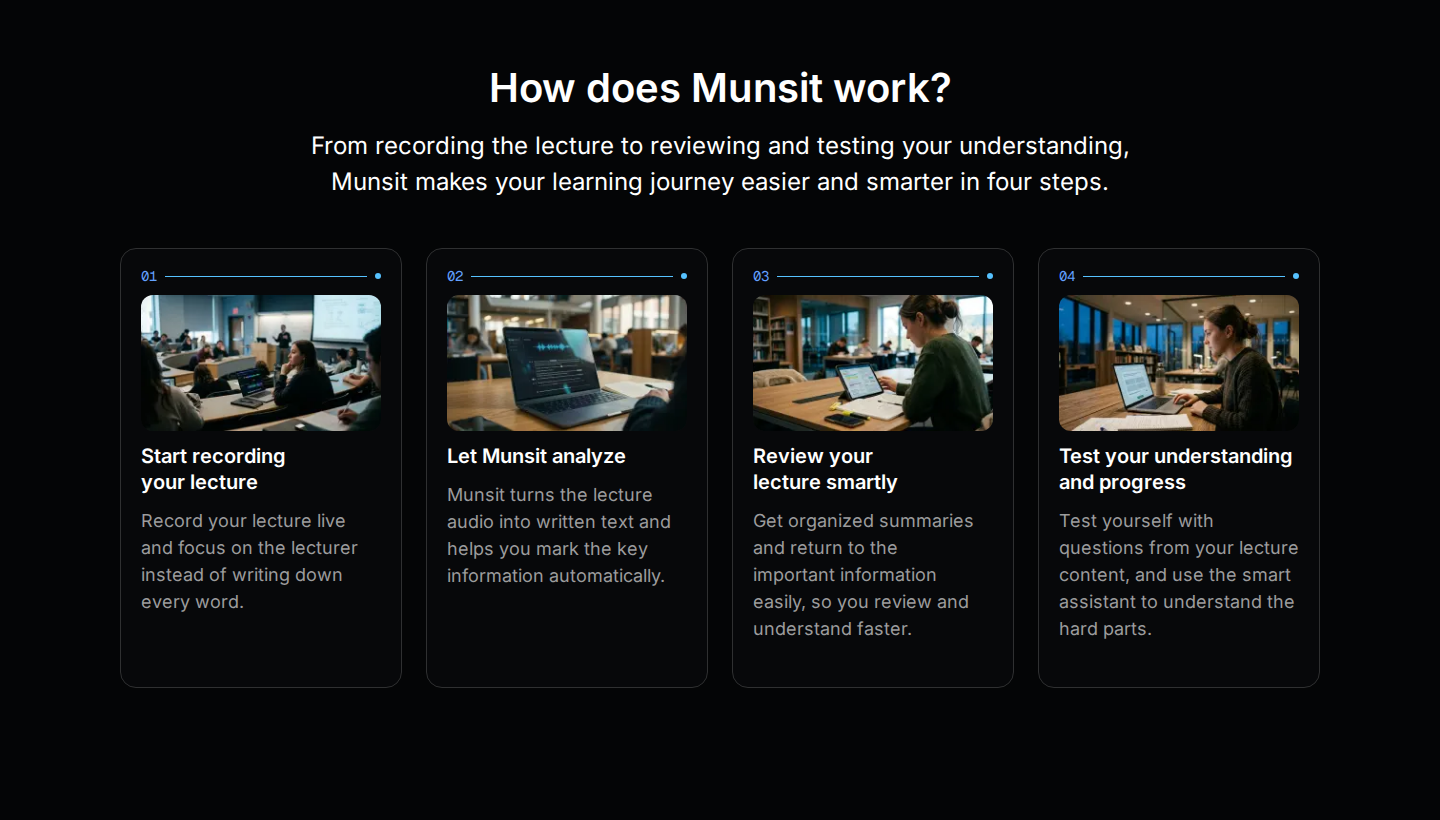 How does Munsit work?
From recording the lecture to reviewing and testing your understanding,
Munsit makes your learning journey easier and smarter in four steps.
01
Start recording
your lecture
Record your lecture live
and focus on the lecturer
instead of writing down
every word.
02
Let Munsit analyze
Munsit turns the lecture
audio into written text and
helps you mark the key
information automatically.
03
Review your
lecture smartly
Get organized summaries
and return to the
important information
easily, so you review and
understand faster.
04
Test your understanding
and progress
Test yourself with
questions from your lecture
content, and use the smart
assistant to understand the
hard parts.